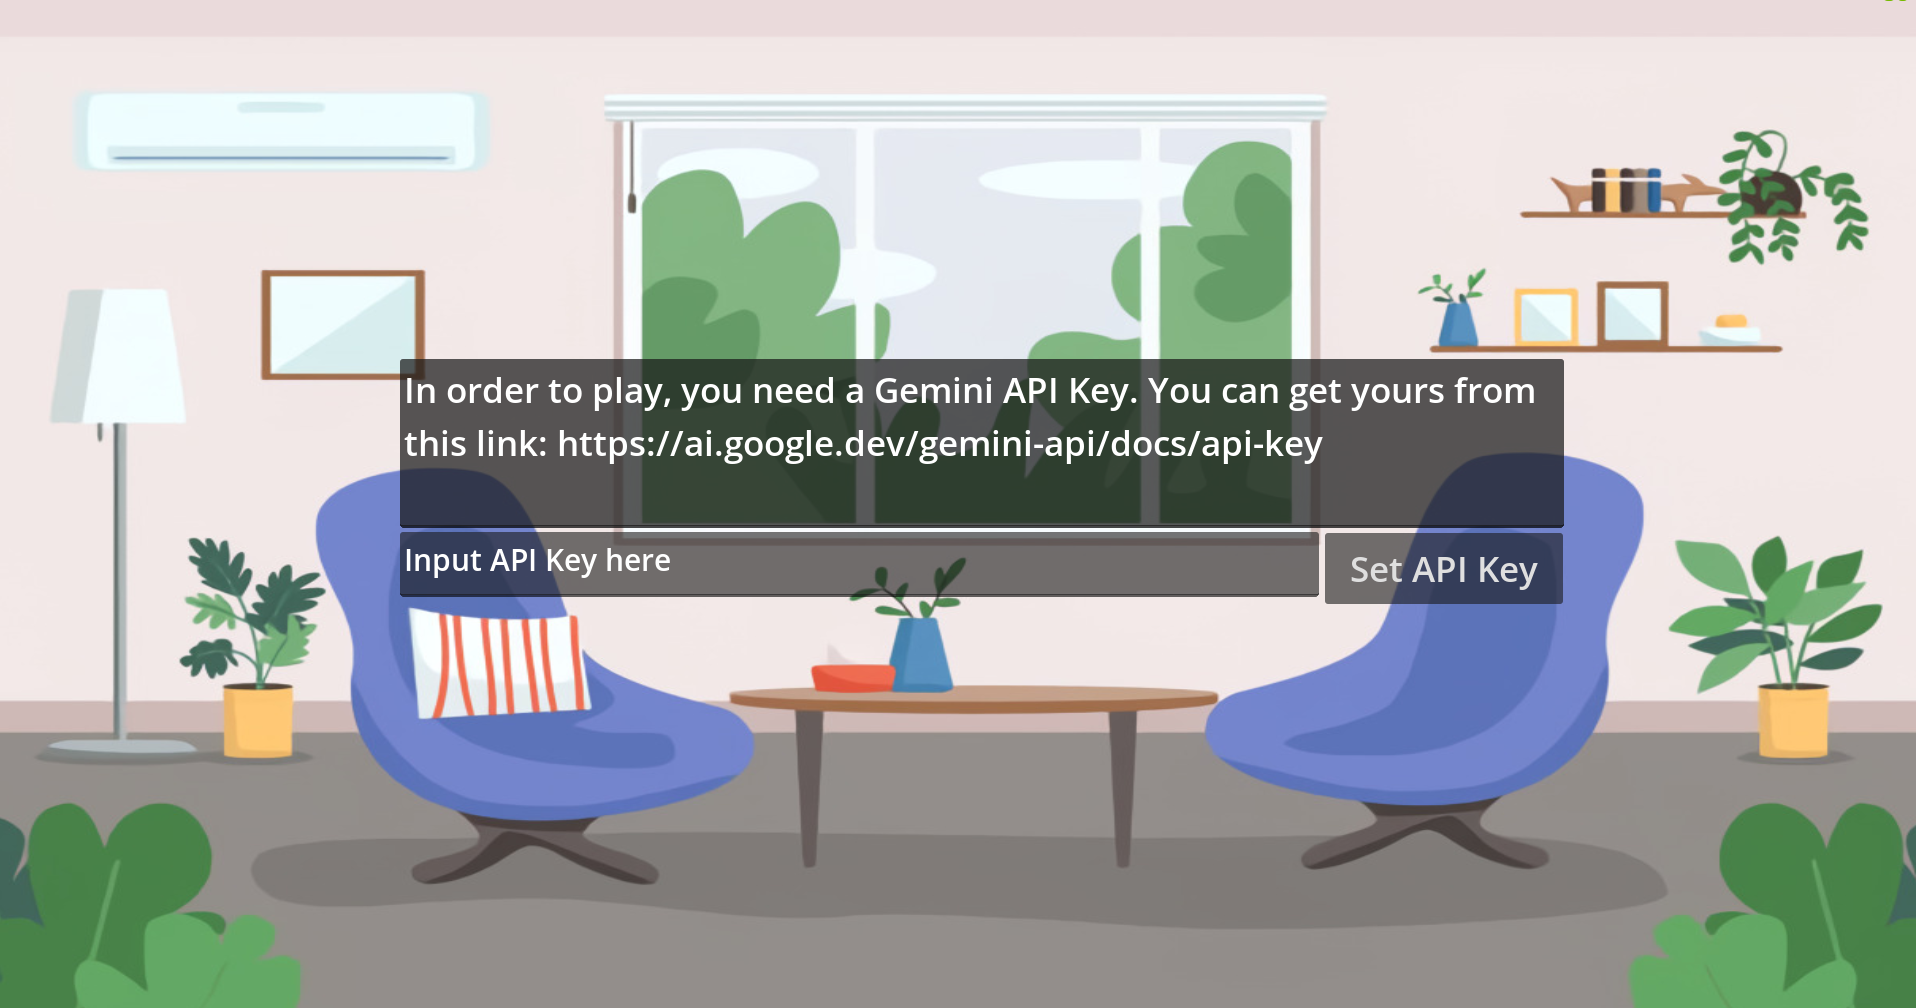 In order to play, you need a Gemini API Key. You can get yours from
this link: https://ai.google.dev/gemini-api/docs/api-key
Input API Key here
Set API Key